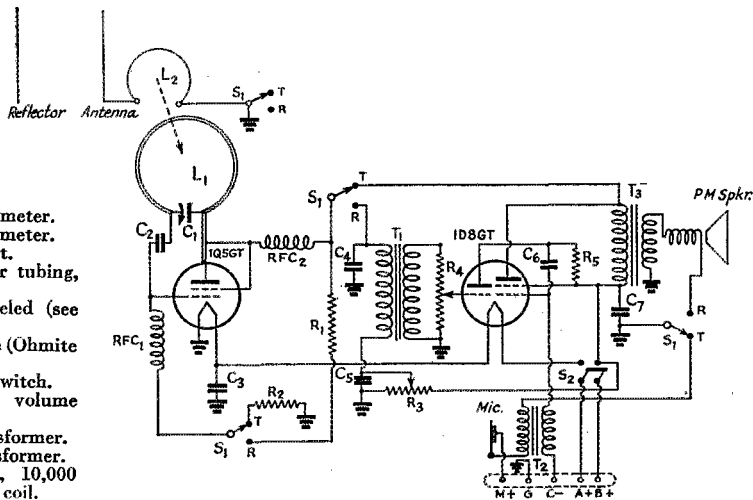 Reflector Antenna
L2
S1 T
R
L1
C2 C1
1Q5GT
RFC2
RFC1
C3
S1 T
R
R2
S1 T
R
R1
C4
T1
R4
C5
R3
1D8GT
C6
R5
T3
PM Spkr.
C7
R
S1 T
S2
Mic.
T2
M+ G C- A+ B+
meter.
meter.
t.
r tubing,
eled (see
e (Ohmite
witch.
volume
sformer.
sformer.
, 10,000
coil.